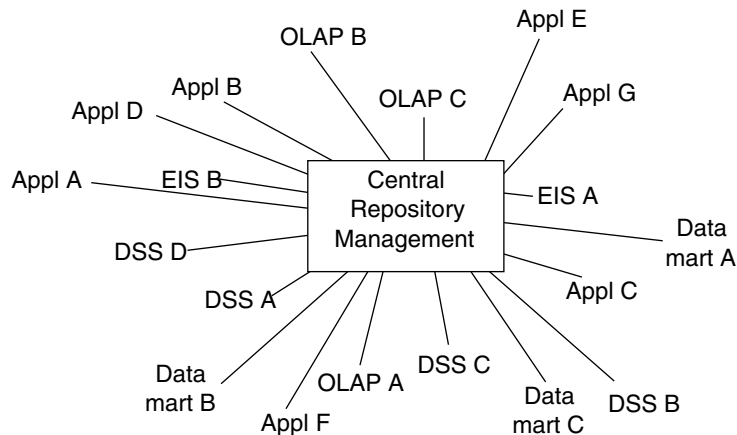 Appl E
OLAP B
Appl B
OLAP C
Appl G
Appl D
Appl A
EIS B
Central
Repository
Management
EIS A
DSS D
Data
mart A
DSS A
Appl C
Data
mart B
OLAP A
DSS C
Appl F
Data
mart C
DSS B